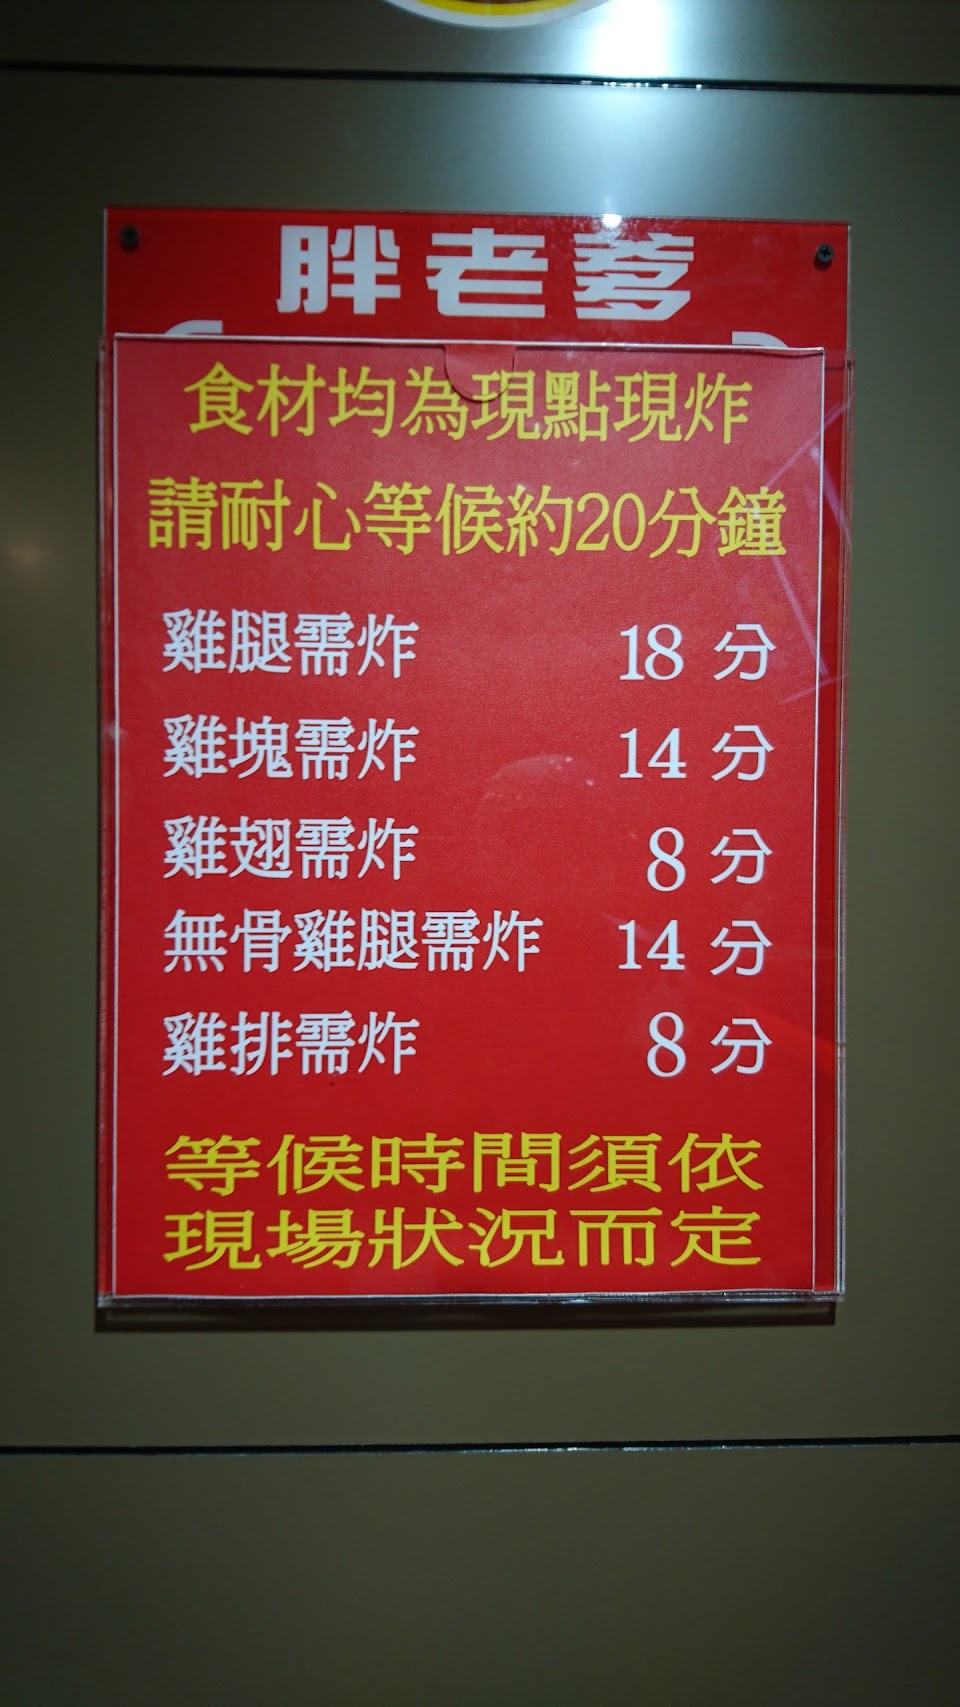 胖老爹
食材均為現點現炸
請耐心等候約20分鐘
雞腿需炸 18 分
雞塊需炸 14 分
雞翅需炸 8 分
無骨雞腿需炸 14 分
雞排需炸 8 分
等候時間須依
現場狀況而定